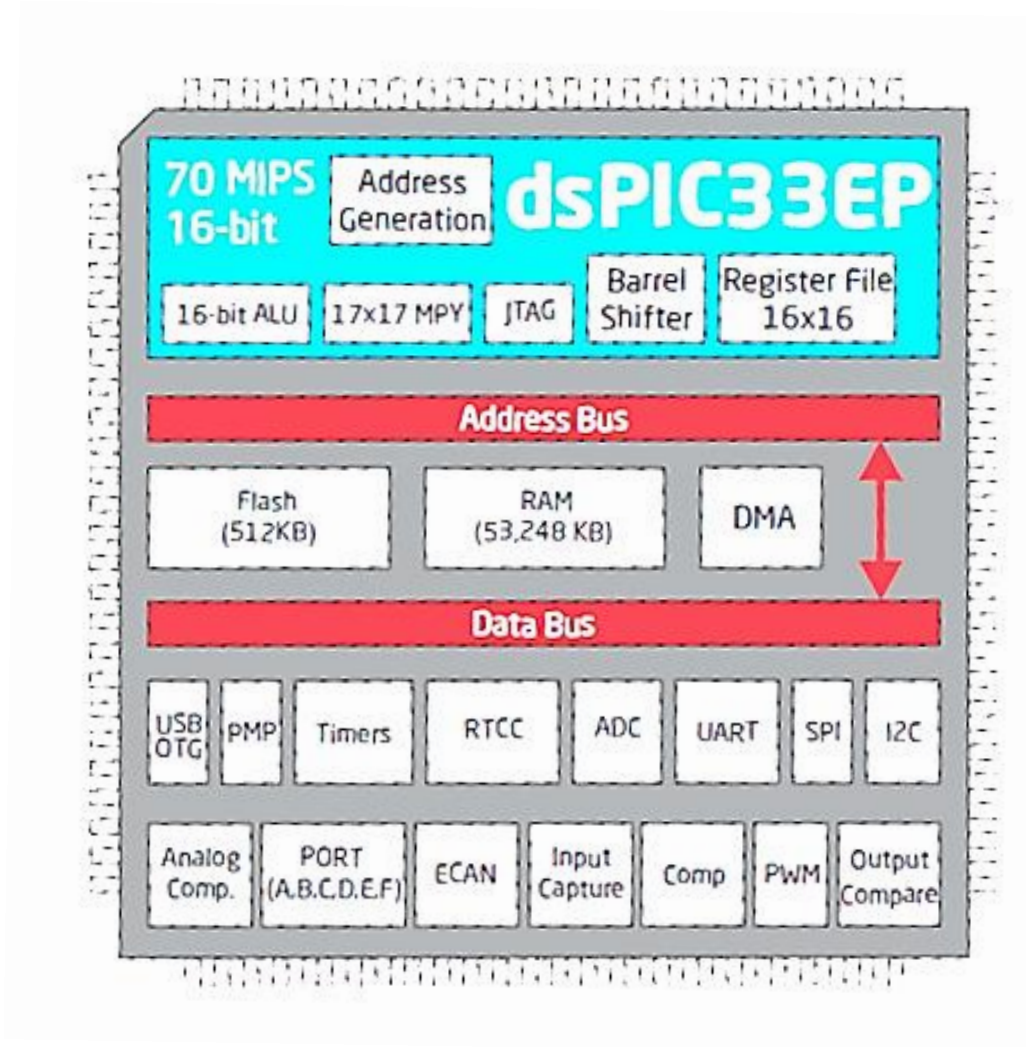 70 MIPS
16-bit
Address
Generation
dsPIC33EP
16-bit ALU
17x17 MPY
JTAG
Barrel
Shifter
Register File
16x16
Address Bus
Flash
(512KB)
RAM
(53,248 KB)
DMA
Data Bus
USB
OTG
PMP
Timers
RTCC
ADC
UART
SPI
I2C
Analog
Comp.
PORT
(A.B.C.D.E.F)
ECAN
Input
Capture
Comp
PWM
Output
Compare